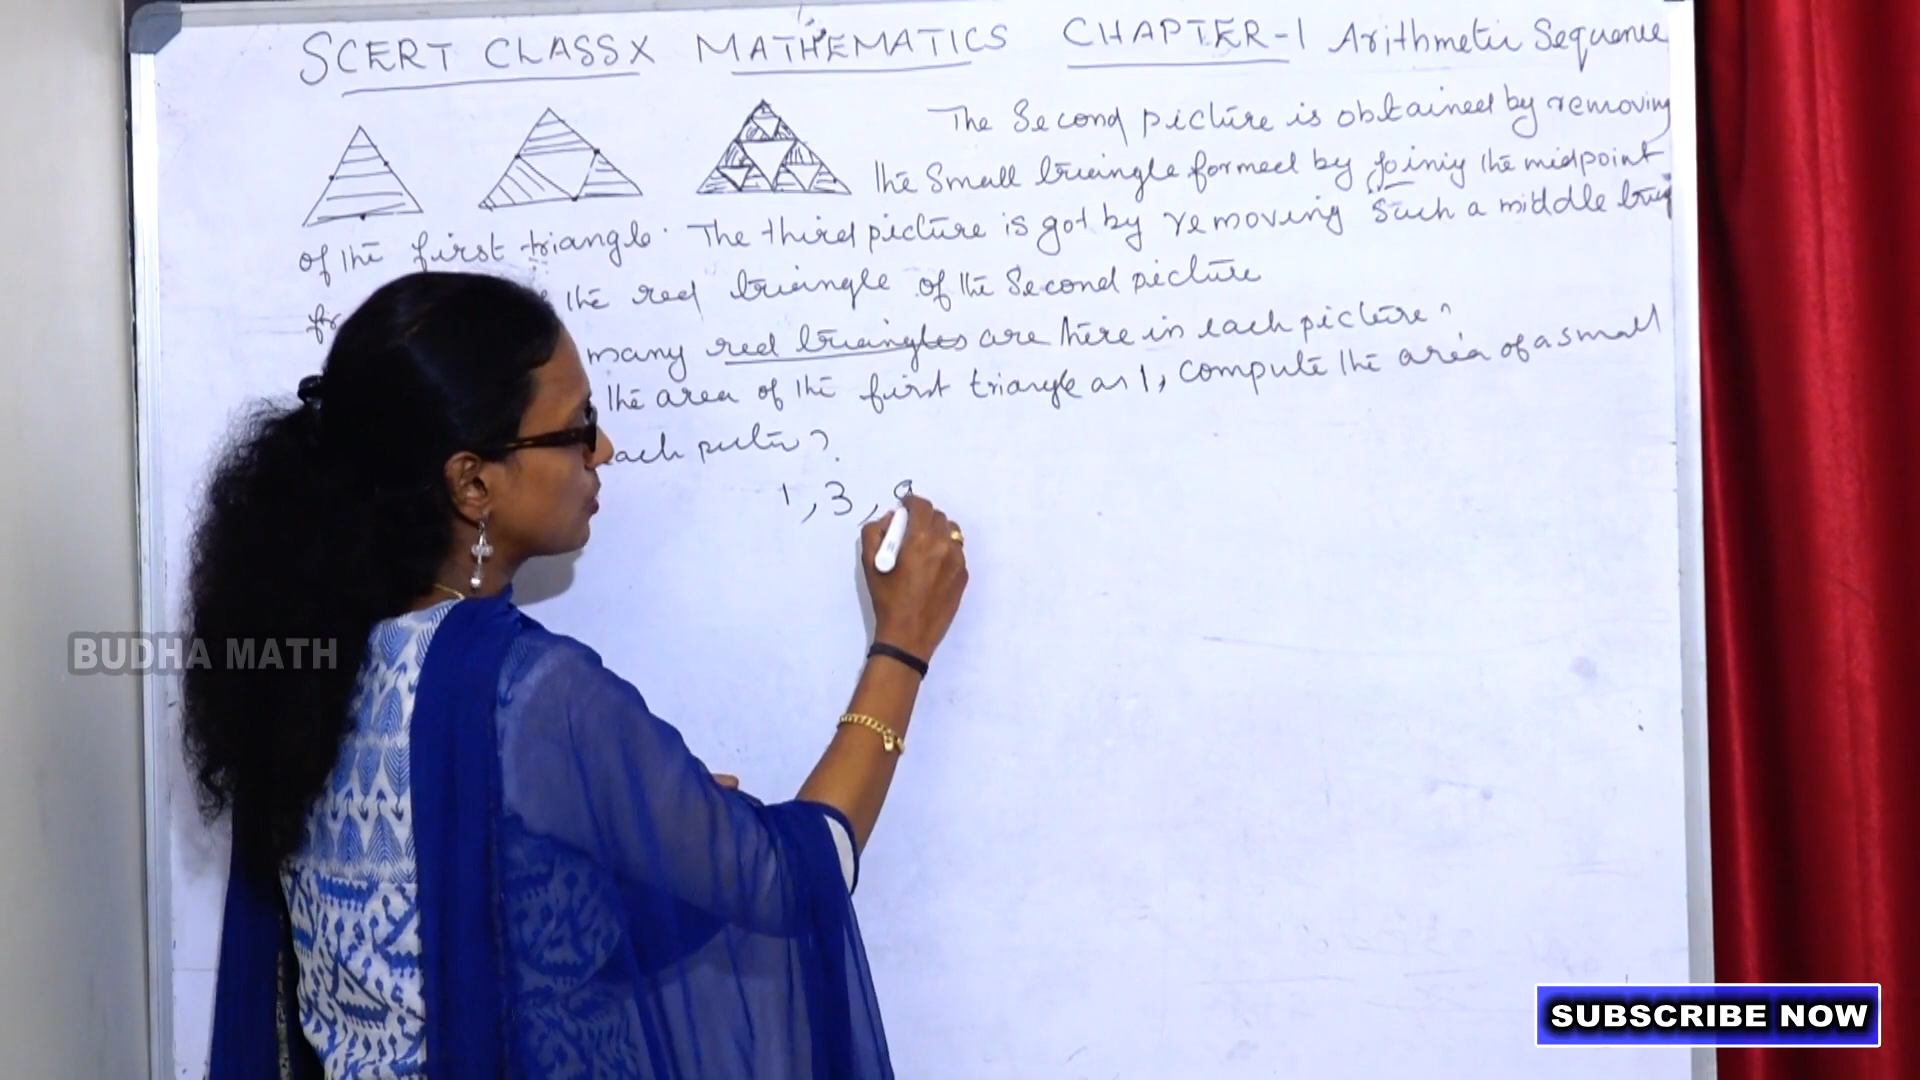 SCERT CLASS X MATHEMATICS CHAPTER-1 Arithmetic Sequence
The Second picture is obtained by removing
the Small triangle formed by joinig the midpoint
of the first triangle. The third picture is got by removing Such a middle
the red triangle of the Second picture
many red triangles are there in each picture?
the area of the first triangle as 1, compute the area of a small
each
1, 3, 9
BUDHA MATH
SUBSCRIBE NOW